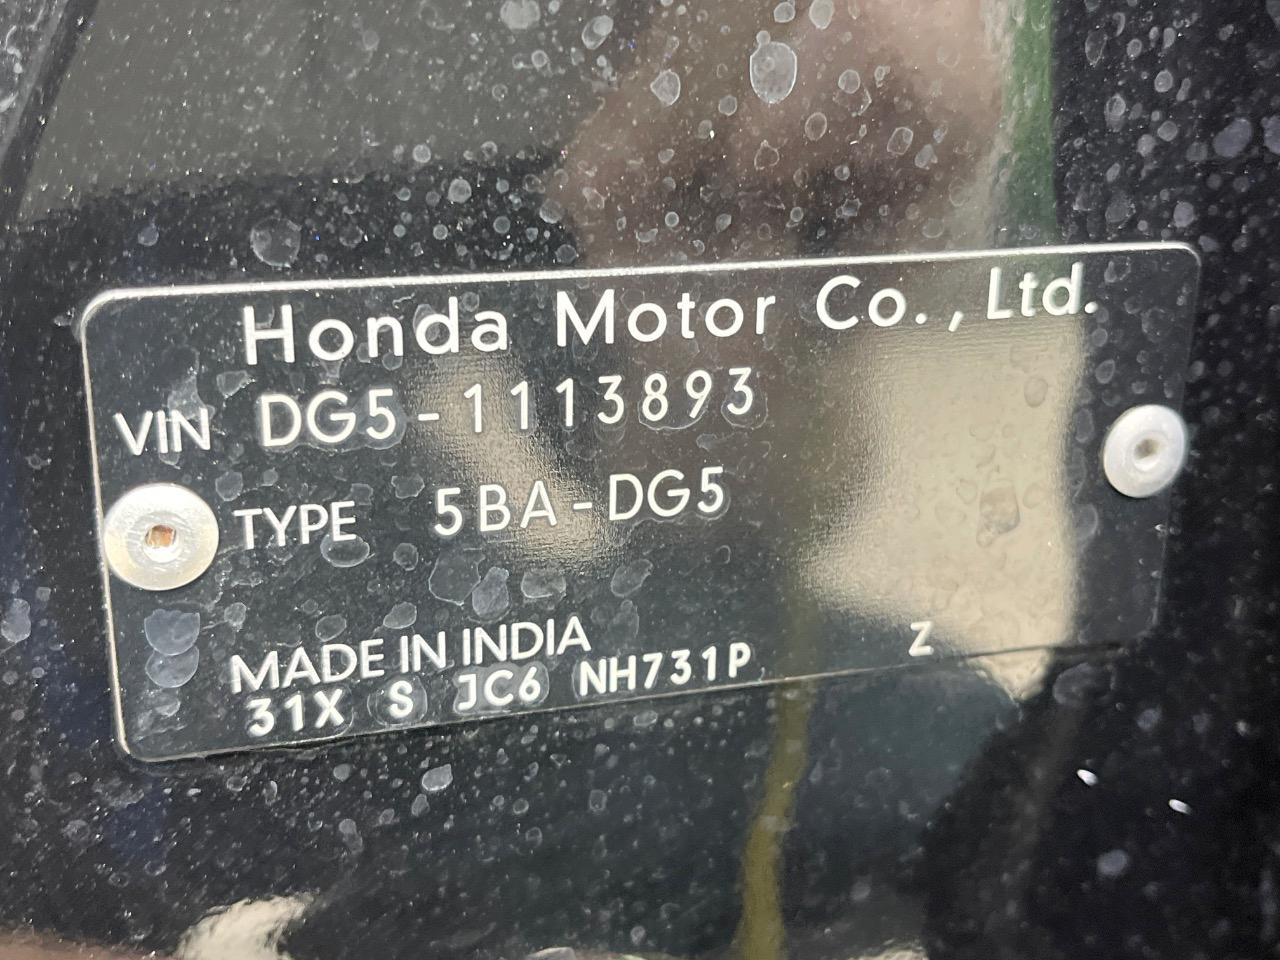 Honda Motor Co., Ltd.
VIN DG5-1113893
TYPE 5BA-DG5
MADE IN INDIA
31X S JC6 NH731P Z